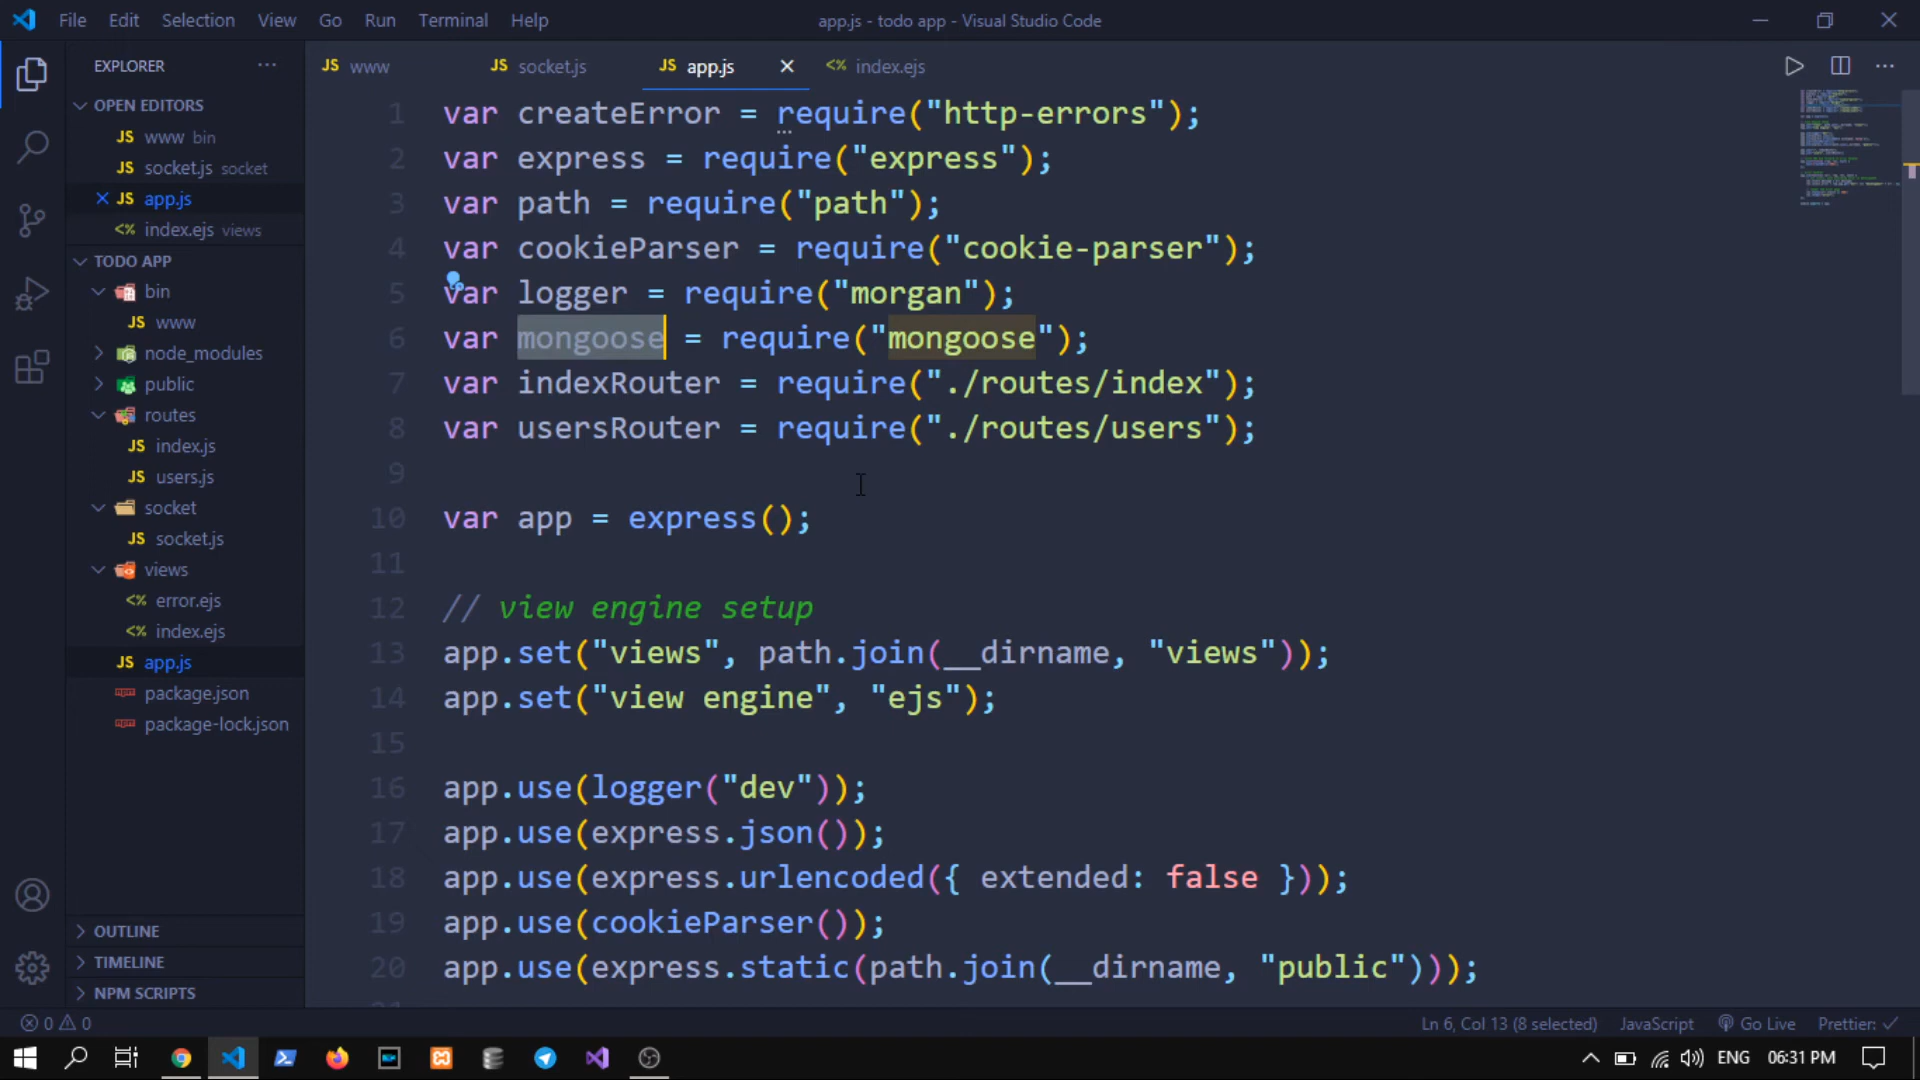 File Edit Selection View Go Run Terminal Help
app.js - todo app - Visual Studio Code
EXPLORER
OPEN EDITORS
JS www bin
JS socket.js socket
JS app.js
<%> index.ejs views
TODO APP
bin
JS www
node_modules
public
routes
JS index.js
JS users.js
socket
JS socket.js
views
<%> error.ejs
<%> index.ejs
JS app.js
package.json
package-lock.json
OUTLINE
TIMELINE
NPM SCRIPTS
JS www JS socket.js JS app.js <%> index.ejs
1 var createError = require("http-errors");
2 var express = require("express");
3 var path = require("path");
4 var cookieParser = require("cookie-parser");
5 var logger = require("morgan");
6 var mongoose = require("mongoose");
7 var indexRouter = require("./routes/index");
8 var usersRouter = require("./routes/users");
9
10 var app = express();
11
12 // view engine setup
13 app.set("views", path.join(__dirname, "views"));
14 app.set("view engine", "ejs");
15
16 app.use(logger("dev"));
17 app.use(express.json());
18 app.use(express.urlencoded({ extended: false }));
19 app.use(cookieParser());
20 app.use(express.static(path.join(__dirname, "public")));
0 0
Ln 6, Col 13 (8 selected) JavaScript Go Live Prettier: ✓
ENG 06:31 PM